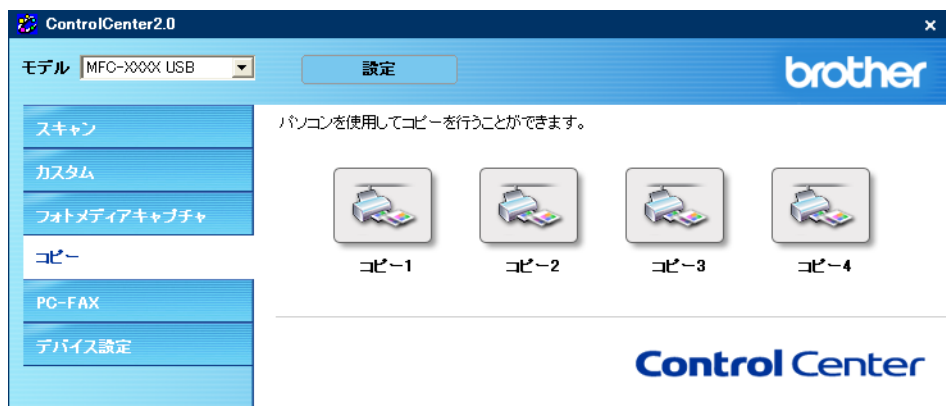 ControlCenter2.0
モデル MFC-XXXX USB 設定 brother
スキャン
カスタム
フォトメディアキャプチャ
コピー
PC-FAX
デバイス設定
パソコンを使用してコピーを行うことができます。
コピー1 コピー2 コピー3 コピー4
Control Center